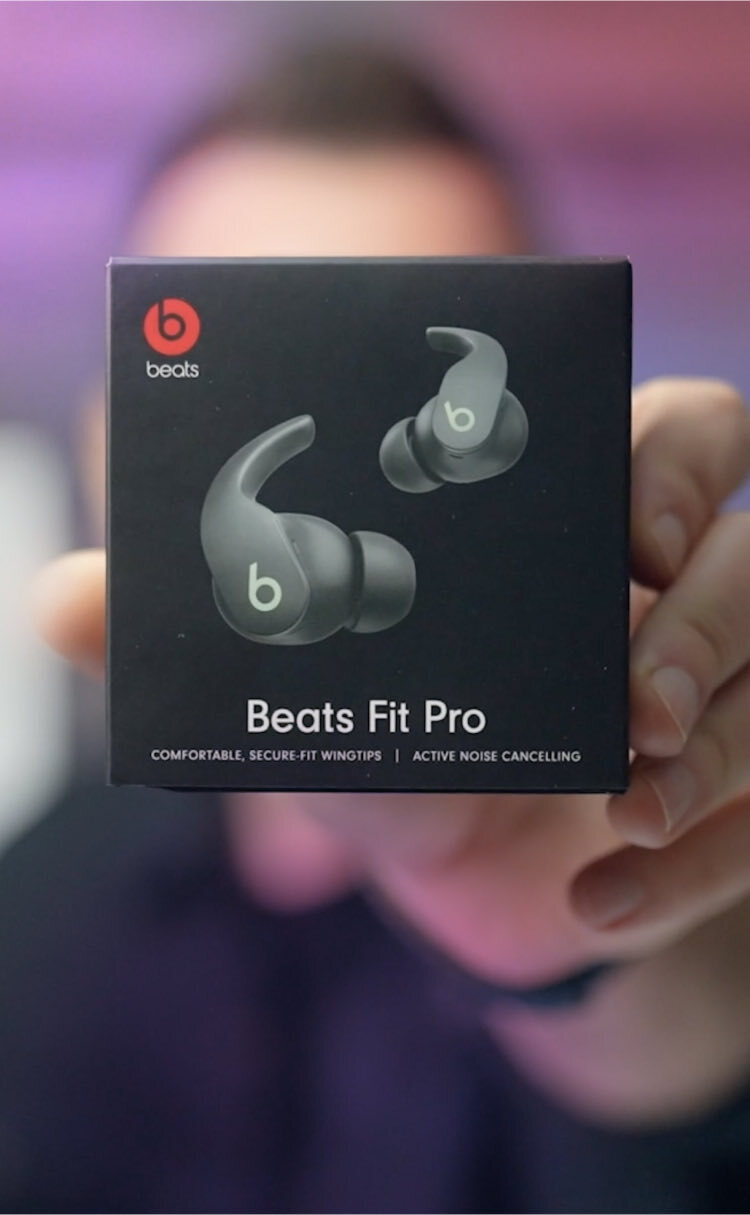 b
beats
b
b
Beats Fit Pro
COMFORTABLE, SECURE-FIT WINGTIPS | ACTIVE NOISE CANCELLING